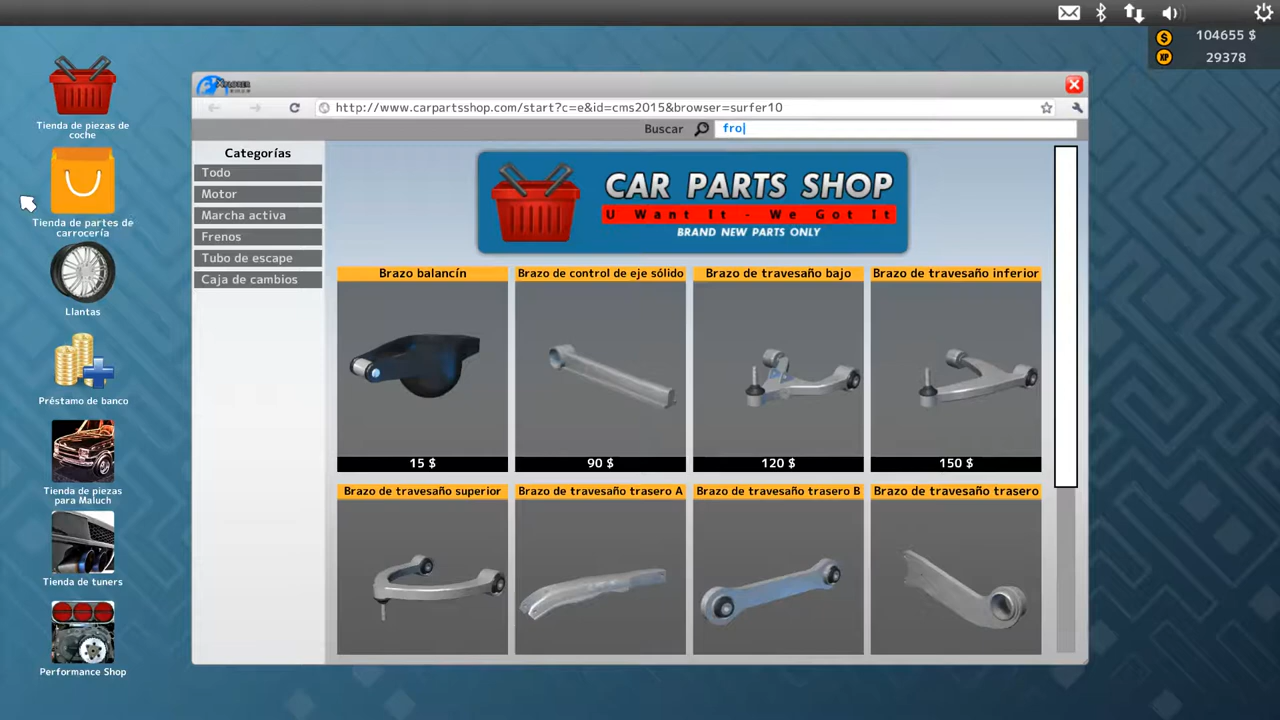 104655 $
29378
Tienda de piezas de
coche
Tienda de partes de
carrocería
Llantas
Préstamo de banco
Tienda de piezas
para Maluch
Tienda de tuners
Performance Shop
http://www.carpartsshop.com/start?c=e&id=cms2015&browser=surfer10
Buscar
fro
Categorías
Todo
Motor
Marcha activa
Frenos
Tubo de escape
Caja de cambios
CAR PARTS SHOP
U Want It - We Got It
BRAND NEW PARTS ONLY
Brazo balancín
15 $
Brazo de control de eje sólido
90 $
Brazo de travesaño bajo
120 $
Brazo de travesaño inferior
150 $
Brazo de travesaño superior
Brazo de travesaño trasero A
Brazo de travesaño trasero B
Brazo de travesaño trasero